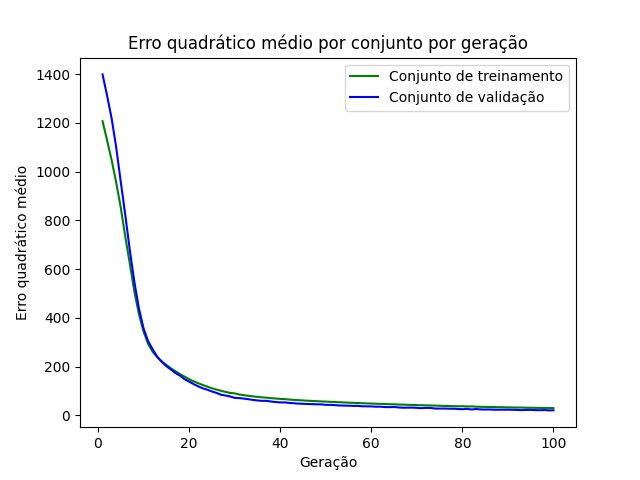 Erro quadrático médio por conjunto por geração
Conjunto de treinamento
Conjunto de validação
Erro quadrático médio
1400
1200
1000
800
600
400
200
0
0 20 40 60 80 100
Geração